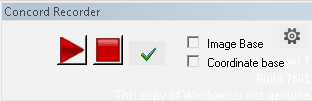 Concord Recorder
Image Base
Coordinate base
Build 7601
This copy of Windows is not genuine